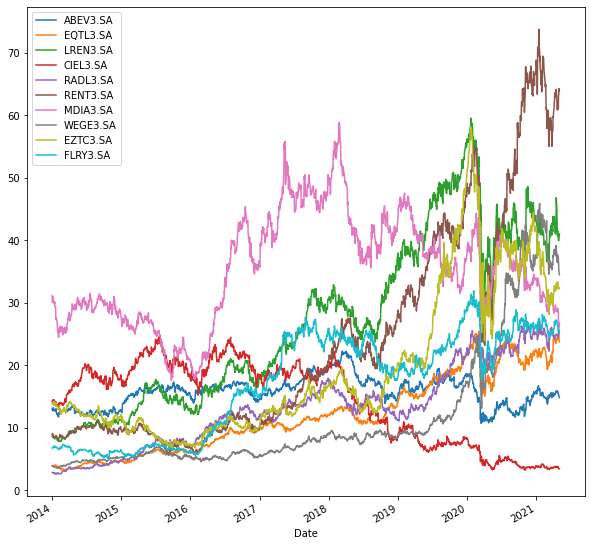 ABEV3.SA
EQTL3.SA
LREN3.SA
CIEL3.SA
RADL3.SA
RENT3.SA
MDIA3.SA
WEGE3.SA
EZTC3.SA
FLRY3.SA
70
60
50
40
30
20
10
0
2014 2015 2016 2017 2018 2019 2020 2021
Date